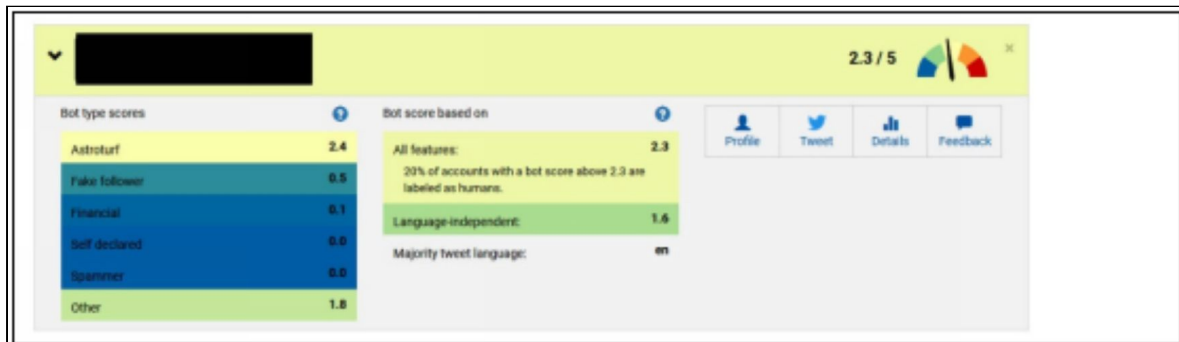 2.3 / 5
×
Bot type scores
Astroturf 2.4
Fake follower 0.5
Financial 0.1
Self declared 0.0
Spammer 0.0
Other 1.8
Bot score based on
All features: 2.3
20% of accounts with a bot score above 2.3 are
labeled as humans.
Language-independent: 1.6
Majority tweet language: en
Profile
Tweet
Details
Feedback